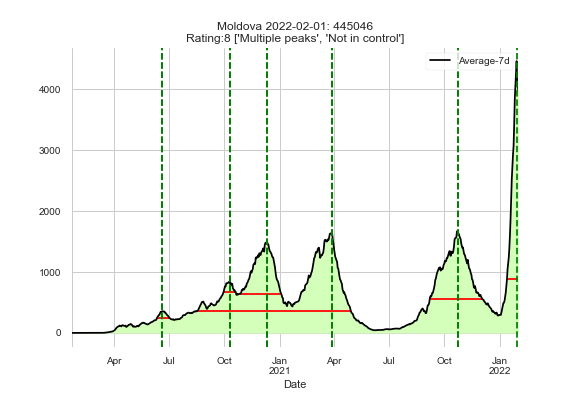 Moldova 2022-02-01: 445046
Rating:8 ['Multiple peaks', 'Not in control']
Average-7d
4000
3000
2000
1000
0
Apr Jul Oct Jan Apr Jul Oct Jan
2021 2022
Date